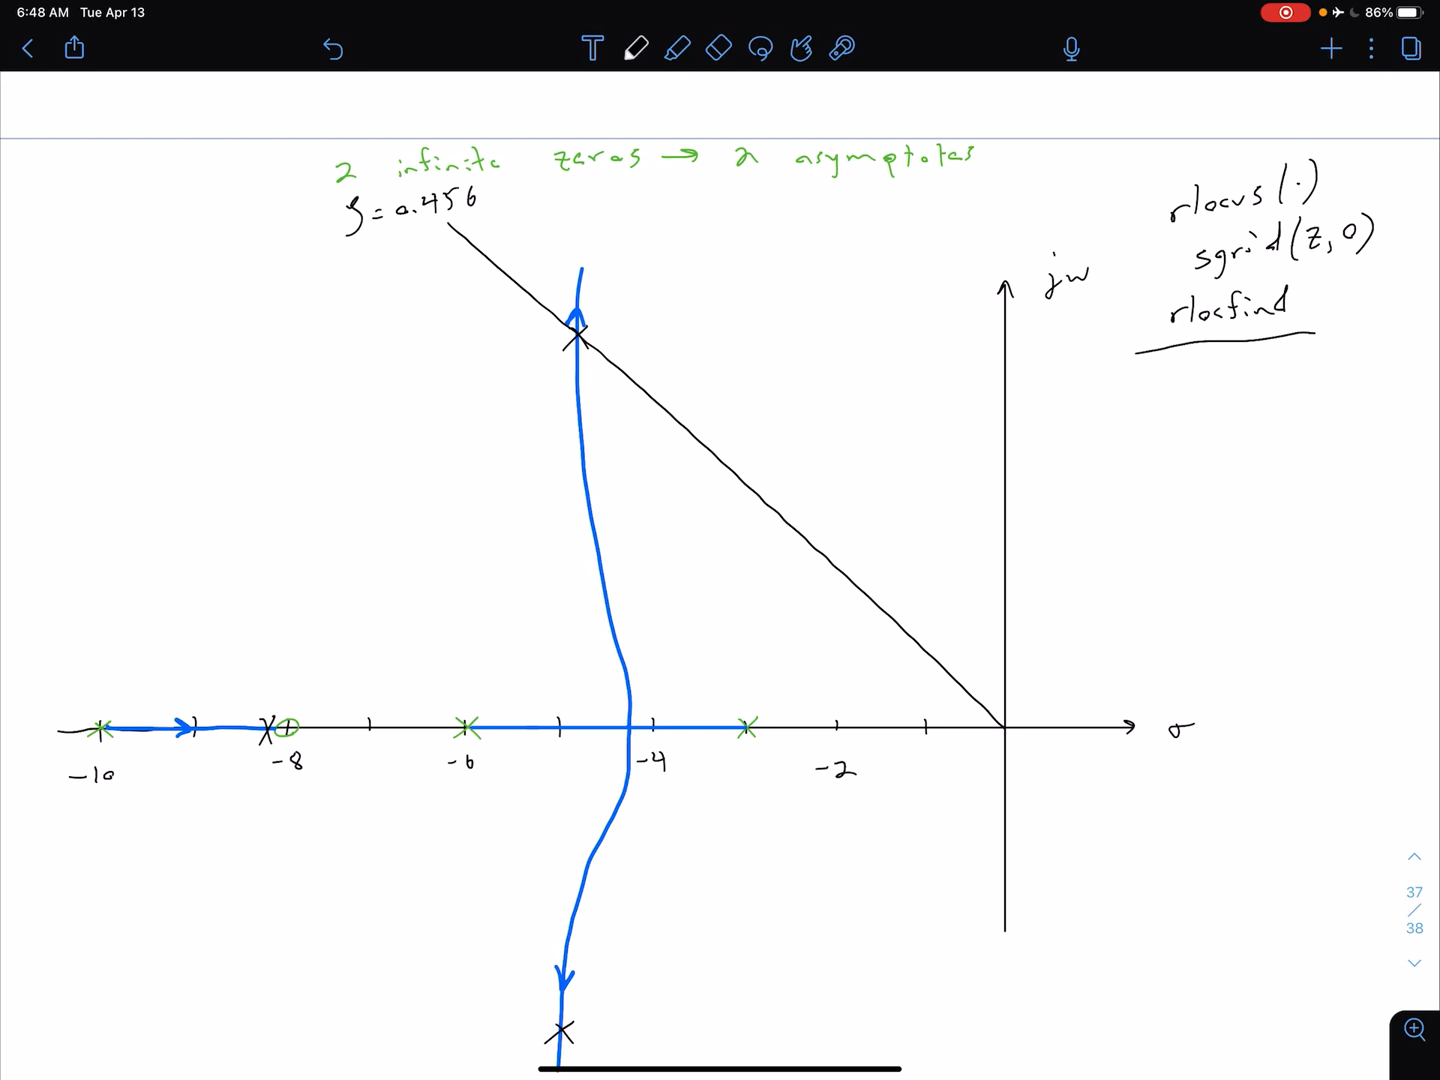 6:48 AM Tue Apr 13
86%
T
2 infinite zeros → 2 asymptotes
ζ = 0.456
rlocus(·)
sgrid(z, 0)
rlocfind
jω
σ
-10 -8 -6 -4 -2
37
/
38